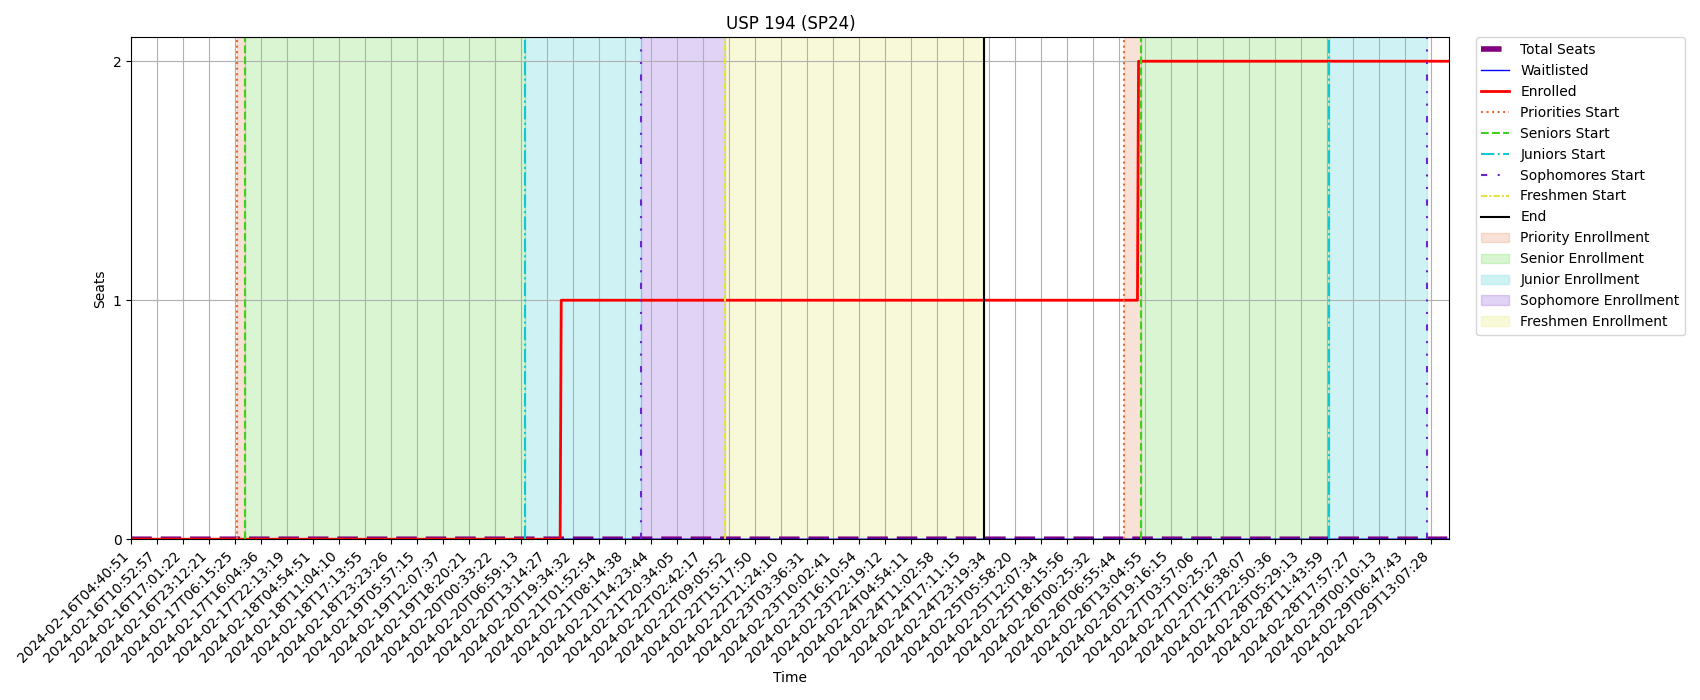 USP 194 (SP24)
Total Seats
Waitlisted
Enrolled
Priorities Start
Seniors Start
Juniors Start
Sophomores Start
Freshmen Start
End
Priority Enrollment
Senior Enrollment
Junior Enrollment
Sophomore Enrollment
Freshmen Enrollment
Seats
2
1
0
2024-02-16T04:40:51
2024-02-16T10:52:57
2024-02-16T17:01:22
2024-02-16T23:12:21
2024-02-17T06:15:25
2024-02-17T16:04:36
2024-02-17T22:13:19
2024-02-18T04:54:51
2024-02-18T11:04:10
2024-02-18T17:13:55
2024-02-18T23:23:26
2024-02-19T05:57:15
2024-02-19T12:07:37
2024-02-19T18:20:21
2024-02-20T00:33:22
2024-02-20T06:59:13
2024-02-20T13:14:27
2024-02-20T19:34:32
2024-02-21T01:52:54
2024-02-21T08:14:38
2024-02-21T14:23:44
2024-02-21T20:34:05
2024-02-22T02:42:17
2024-02-22T09:05:52
2024-02-22T15:17:50
2024-02-22T21:24:10
2024-02-23T03:36:31
2024-02-23T10:02:41
2024-02-23T16:10:54
2024-02-23T22:19:12
2024-02-24T04:54:11
2024-02-24T11:02:58
2024-02-24T17:11:15
2024-02-24T23:19:34
2024-02-25T05:58:20
2024-02-25T12:07:34
2024-02-25T18:15:56
2024-02-26T00:25:32
2024-02-26T06:55:44
2024-02-26T13:04:55
2024-02-26T19:16:15
2024-02-27T03:57:06
2024-02-27T10:25:27
2024-02-27T16:38:07
2024-02-27T22:50:36
2024-02-28T05:29:13
2024-02-28T11:43:59
2024-02-28T17:57:27
2024-02-29T00:10:13
2024-02-29T06:47:43
2024-02-29T13:07:28
Time